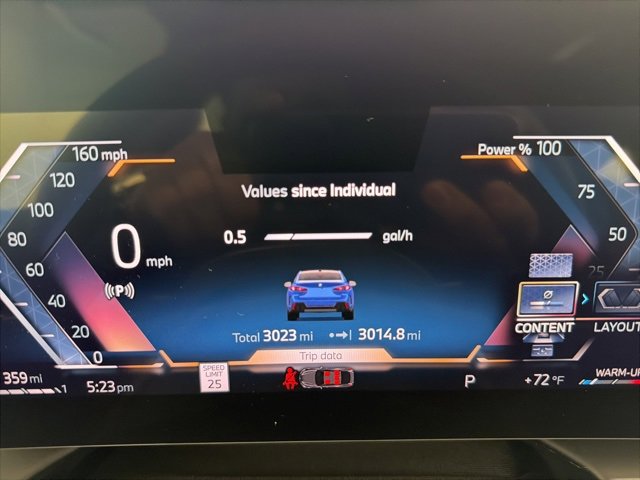 160 mph
120
100
80
60
40
20
0
0 mph
((P))
Values since Individual
0.5 gal/h
Total 3023 mi 3014.8 mi
Trip data
Power % 100
75
50
25
CONTENT
LAYOU
359 mi
1
5:23 pm
SPEED
LIMIT
25
P
+72 °F
WARM-UP